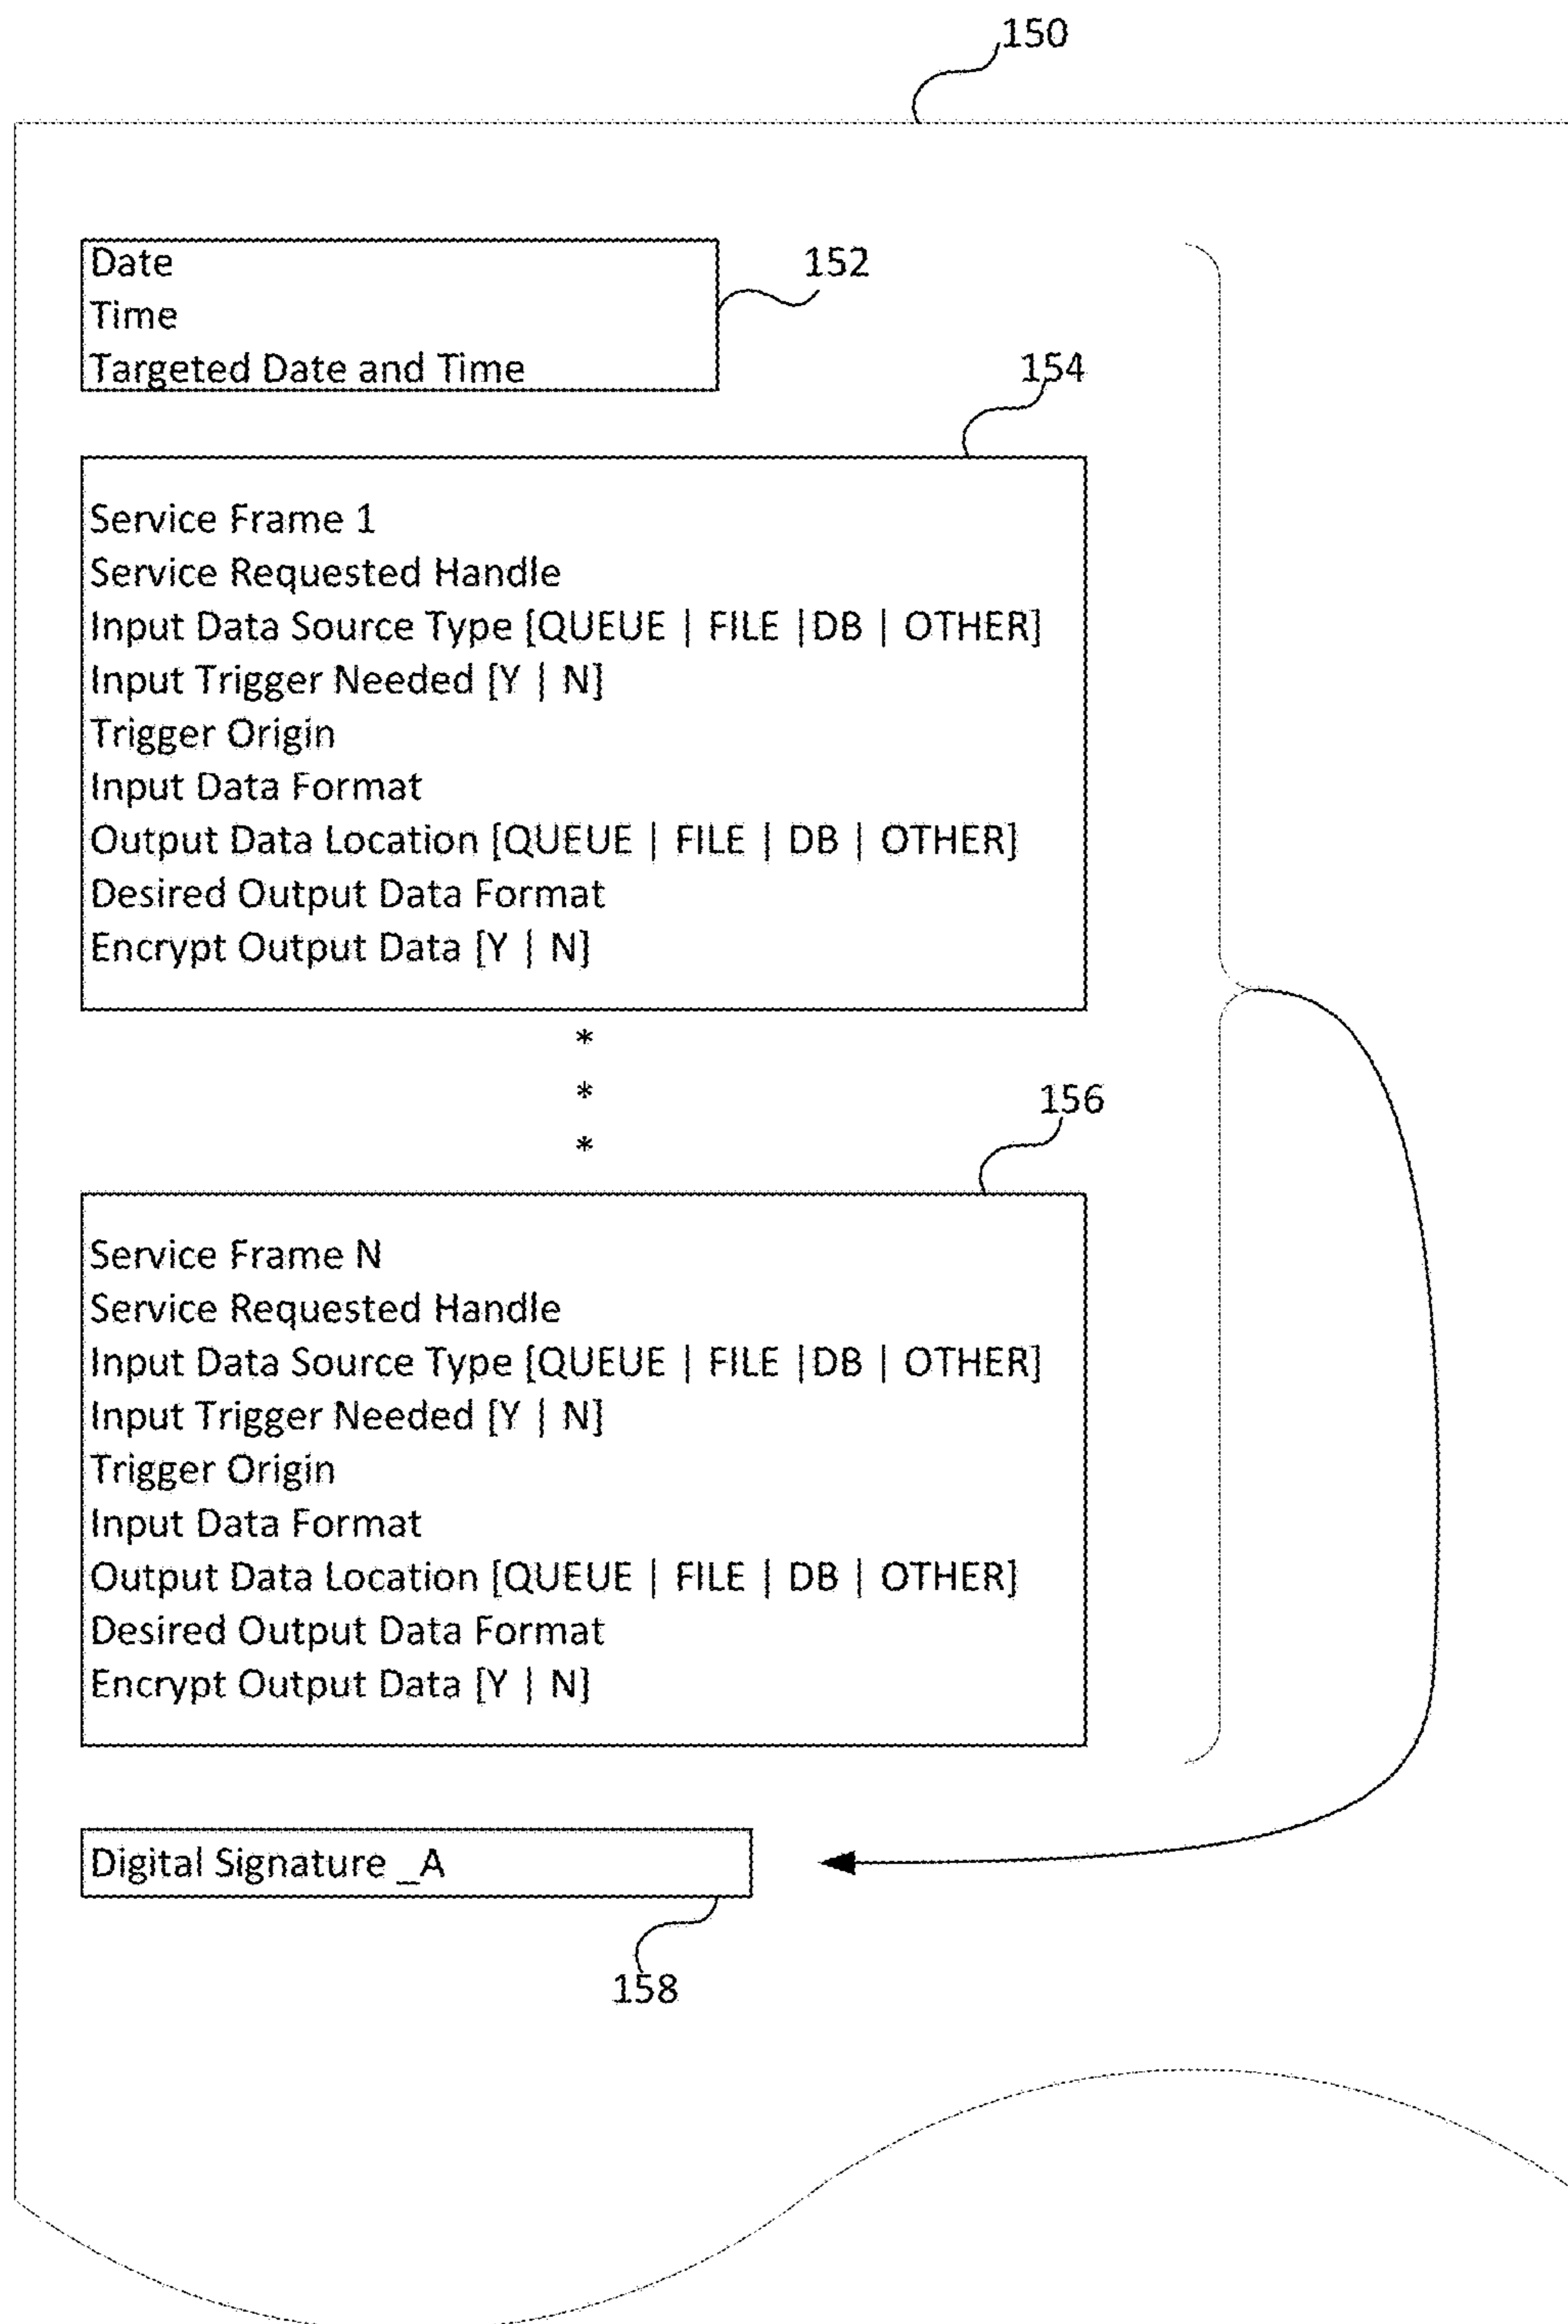 150
Date
152
Time
Targeted Date and Time
154
Service Frame 1
Service Requested Handle
Input Data Source Type [QUEUE | FILE |DB | OTHER]
Input Trigger Needed [Y | N]
Trigger Origin
Input Data Format
Output Data Location [QUEUE | FILE | DB | OTHER]
Desired Output Data Format
Encrypt Output Data [Y | N]
*
*
156
*
Service Frame N
Service Requested Handle
Input Data Source Type [QUEUE | FILE |DB | OTHER]
Input Trigger Needed [Y | N]
Trigger Origin
Input Data Format
Output Data Location [QUEUE | FILE | DB | OTHER]
Desired Output Data Format
Encrypt Output Data [Y | N]
Digital Signature _A
158